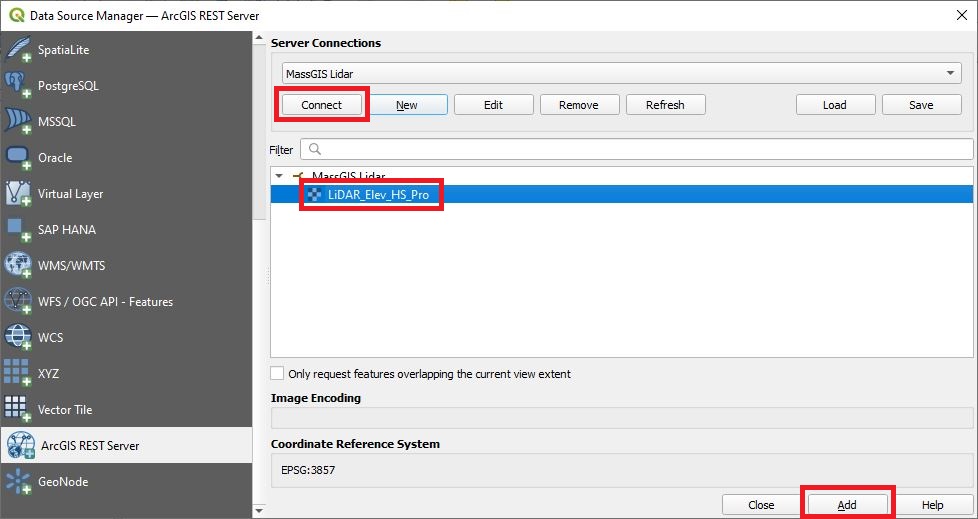 Data Source Manager — ArcGIS REST Server
SpatiaLite
PostgreSQL
MSSQL
Oracle
Virtual Layer
SAP HANA
WMS/WMTS
WFS / OGC API - Features
WCS
XYZ
Vector Tile
ArcGIS REST Server
GeoNode
Server Connections
MassGIS Lidar
Connect New Edit Remove Refresh Load Save
Filter
MassGIS Lidar
LiDAR_Elev_HS_Pro
Only request features overlapping the current view extent
Image Encoding
Coordinate Reference System
EPSG:3857
Close Add Help